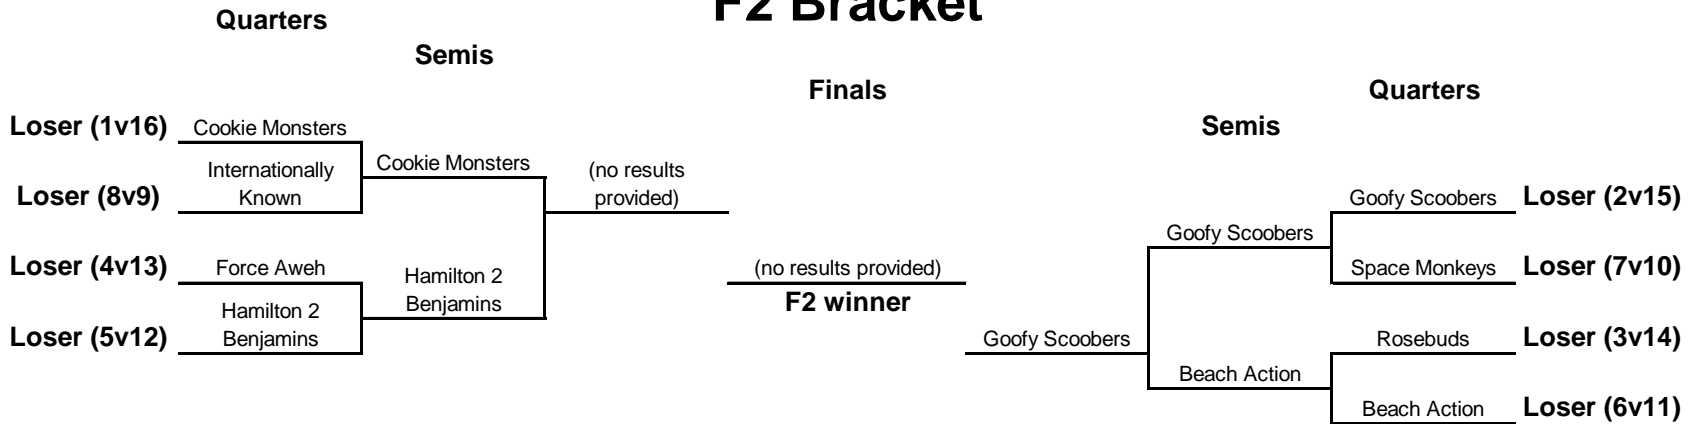 F2 Bracket
Quarters
Semis
Finals
Quarters
Semis
Loser (1v16) Cookie Monsters
Internationally
Known
Loser (8v9)
Cookie Monsters
(no results
provided)
Loser (4v13) Force Aweh
Hamilton 2
Benjamins
Loser (5v12)
Hamilton 2
Benjamins
(no results provided)
F2 winner
Goofy Scoobers
Goofy Scoobers
Beach Action
Goofy Scoobers Loser (2v15)
Space Monkeys Loser (7v10)
Rosebuds Loser (3v14)
Beach Action Loser (6v11)